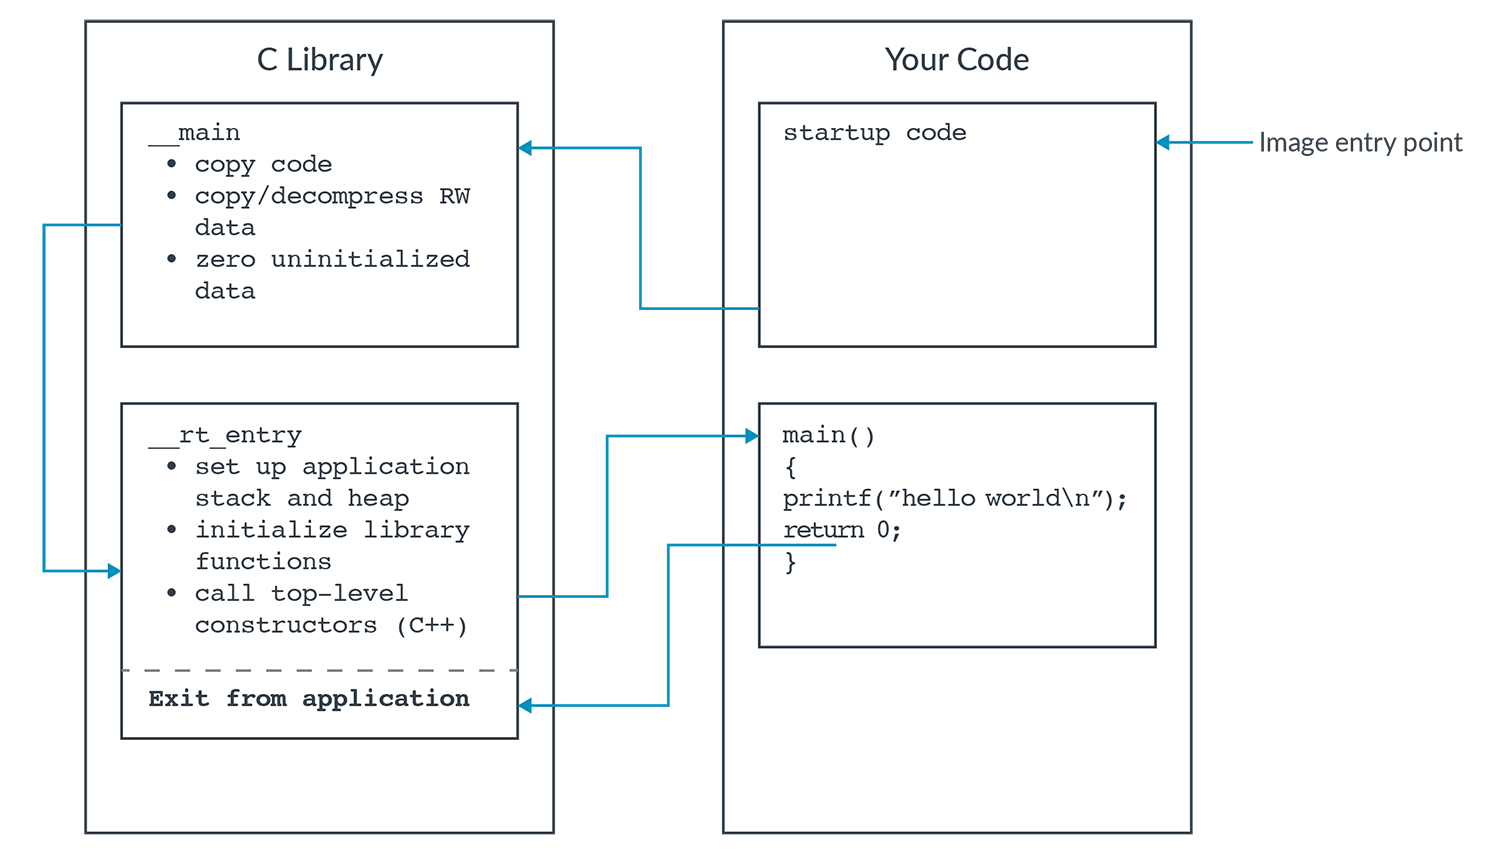 C Library
__main
• copy code
• copy/decompress RW
data
• zero uninitialized
data
__rt_entry
• set up application
stack and heap
• initialize library
functions
• call top-level
constructors (C++)
Exit from application
Your Code
startup code
Image entry point
main()
{
printf(”hello world\n”);
return 0;
}